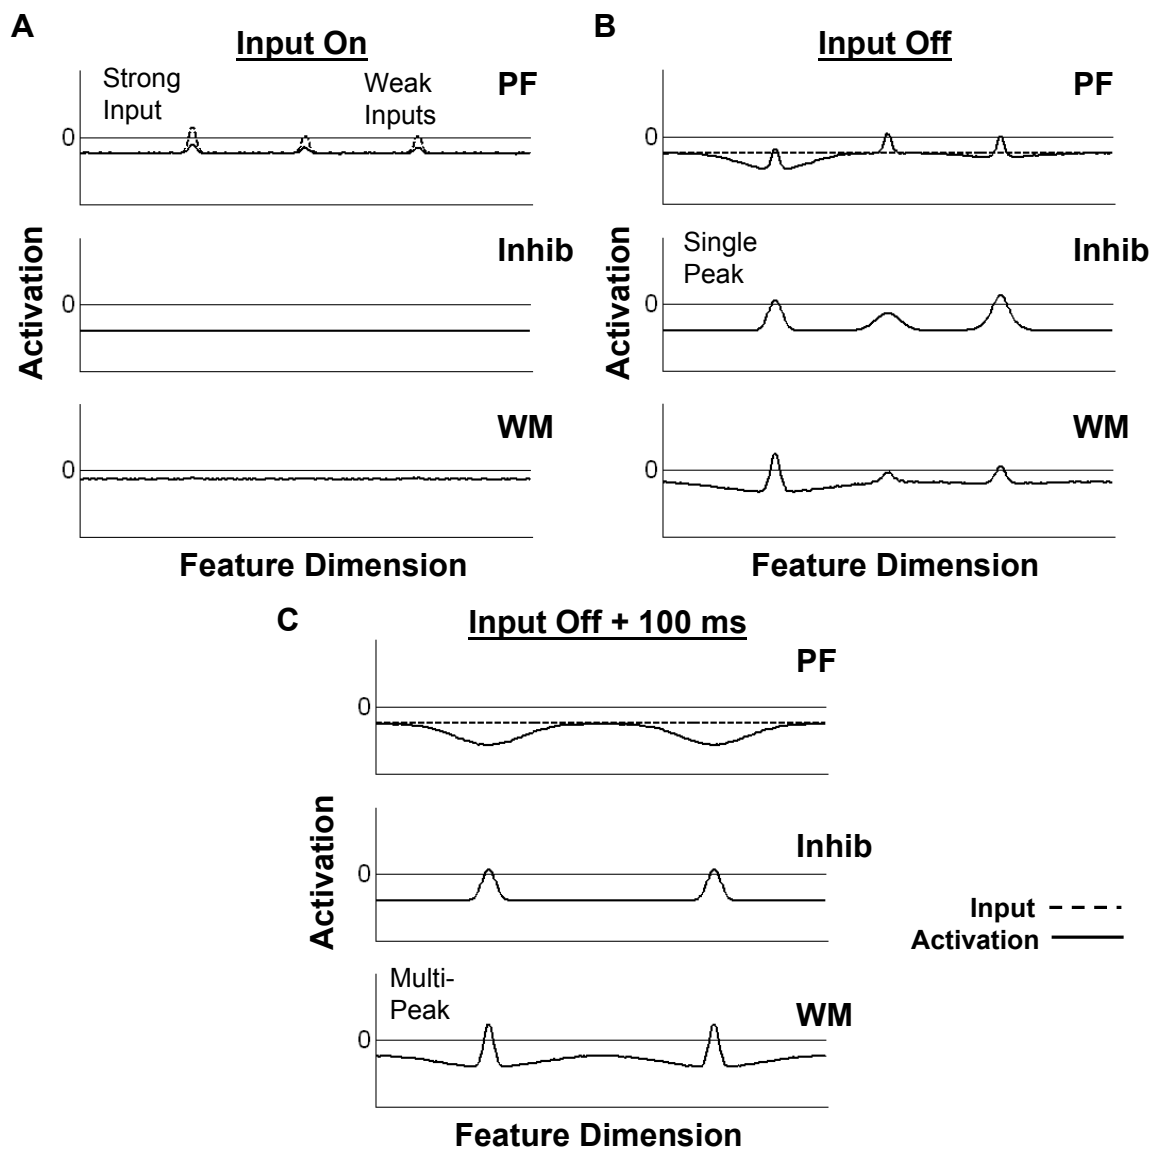 A
Input On
Strong
Input
Weak
Inputs
PF
0
Inhib
0
WM
0
Activation
Feature Dimension
B
Input Off
PF
0
Single
Peak
Inhib
0
WM
0
Activation
Feature Dimension
C
Input Off + 100 ms
PF
0
Inhib
0
Multi-
Peak
WM
0
Activation
Feature Dimension
Input
Activation